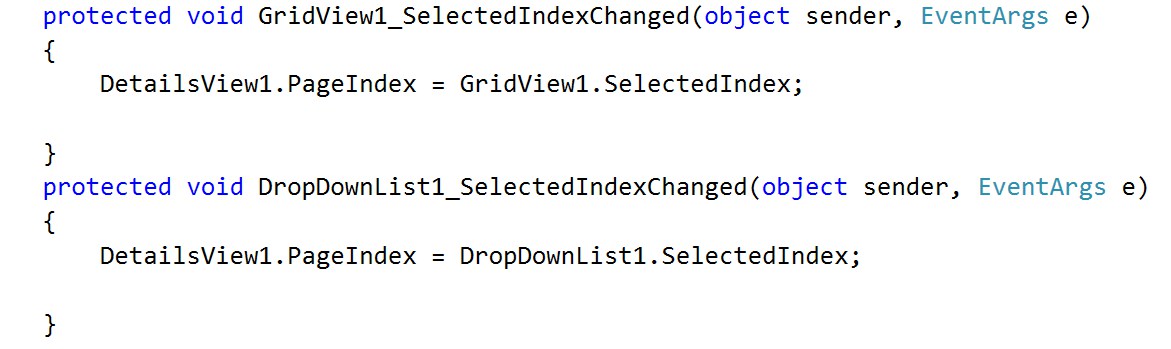 protected void GridView1_SelectedIndexChanged(object sender, EventArgs e)
{
    DetailsView1.PageIndex = GridView1.SelectedIndex;

}
protected void DropDownList1_SelectedIndexChanged(object sender, EventArgs e)
{
    DetailsView1.PageIndex = DropDownList1.SelectedIndex;

}